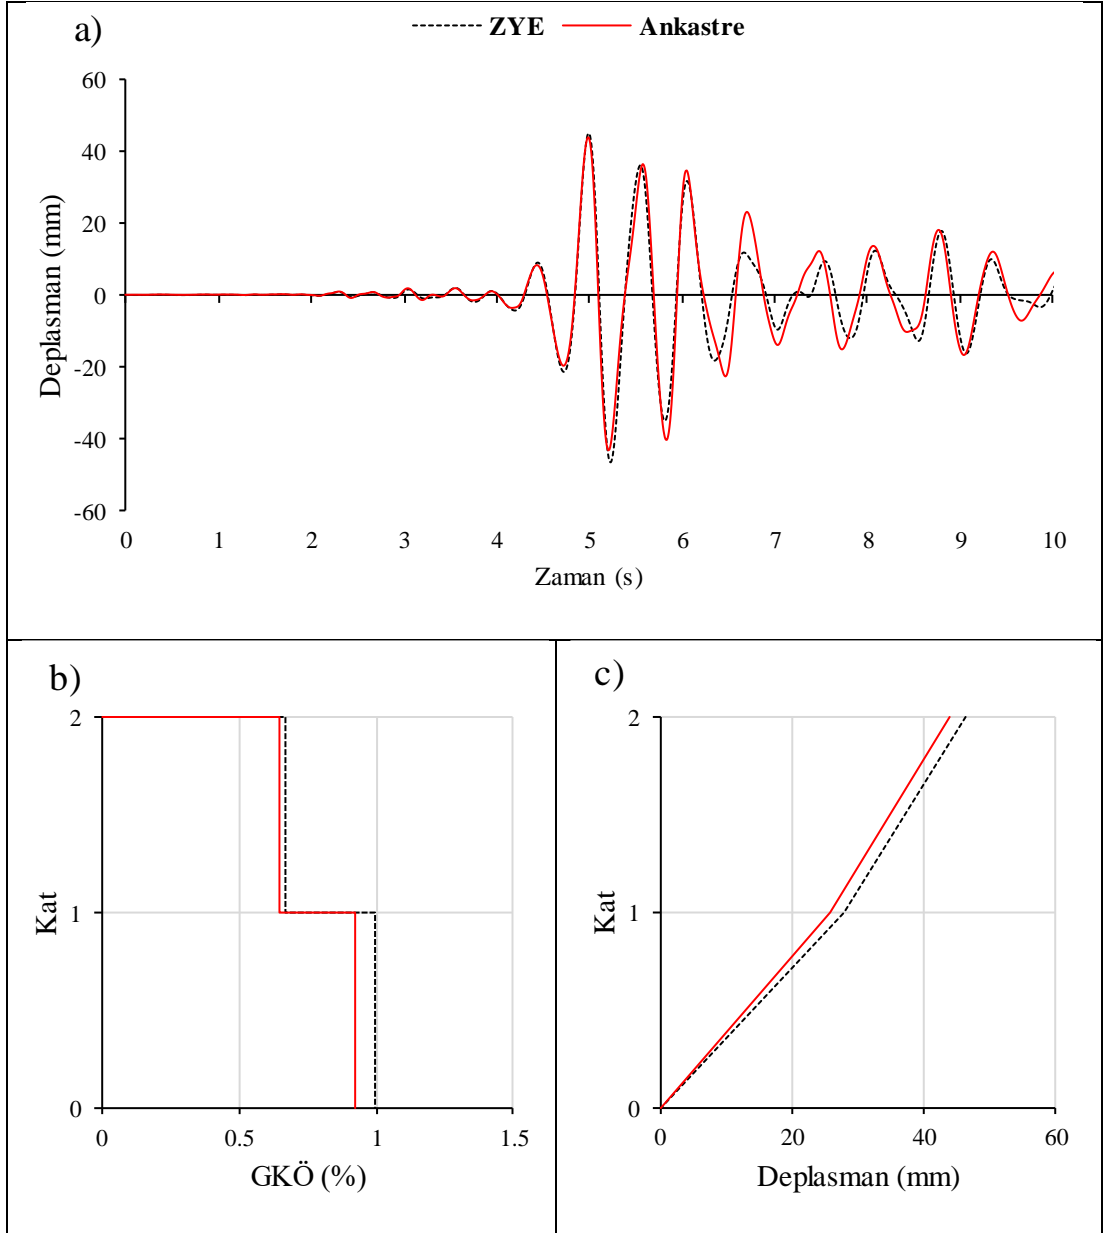 a)
ZYE Ankastre
60
40
20
0
-20
-40
-60
Deplasman (mm)
0 1 2 3 4 5 6 7 8 9 10
Zaman (s)
b)
2
1
0
Kat
0 0.5 1 1.5
GKÖ (%)
c)
2
1
0
Kat
0 20 40 60
Deplasman (mm)